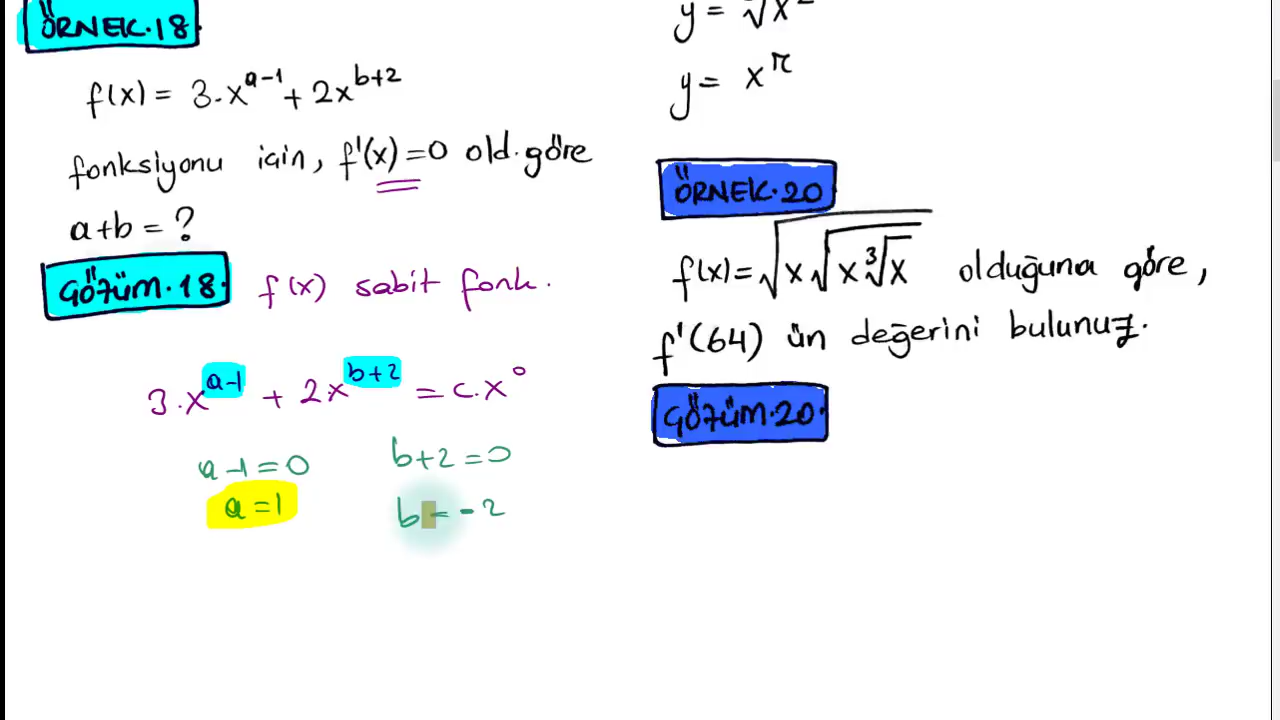 ÖRNEK.18
f(x) = 3.x^(a-1) + 2x^(b+2)
fonksiyonu için, f'(x)=0 old.göre
a+b = ?
ÇÖZÜM.18. f(x) sabit fonk.
3.x^(a-1) + 2x^(b+2) = c.x^0
a-1=0 b+2=0
a=1 b=-2
y =
y = x^π
ÖRNEK.20
f(x)=√(x√(x∛x)) olduğuna göre,
f'(64) ün değerini bulunuz.
ÇÖZÜM.20.